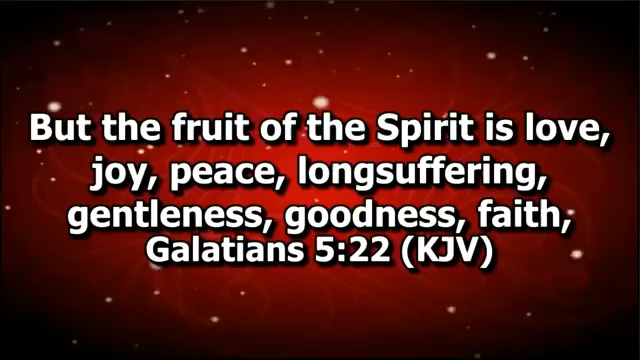 But the fruit of the Spirit is love,
joy, peace, longsuffering,
gentleness, goodness, faith,
Galatians 5:22 (KJV)